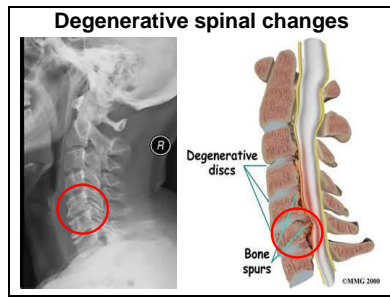 Degenerative spinal changes
R
Degenerative
discs
Bone
spurs
©MMG 2000